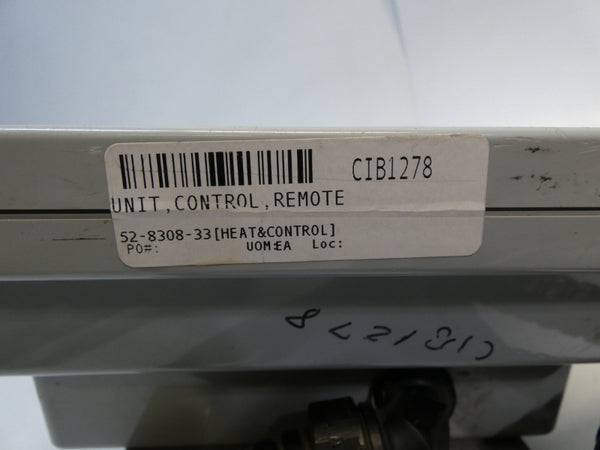 CIB1278
UNIT,CONTROL,REMOTE
52-8308-33[HEAT&CONTROL]
PO#: UOM:EA Loc:
CIB1278